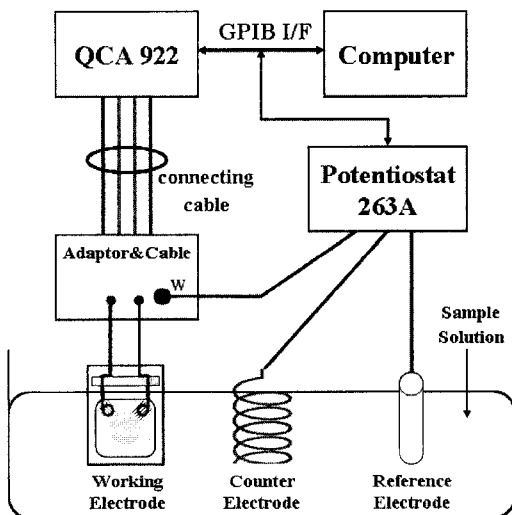 GPIB I/F
QCA 922
Computer
connecting
cable
Potentiostat
263A
Adaptor&Cable
W
Sample
Solution
Working
Electrode
Counter
Electrode
Reference
Electrode